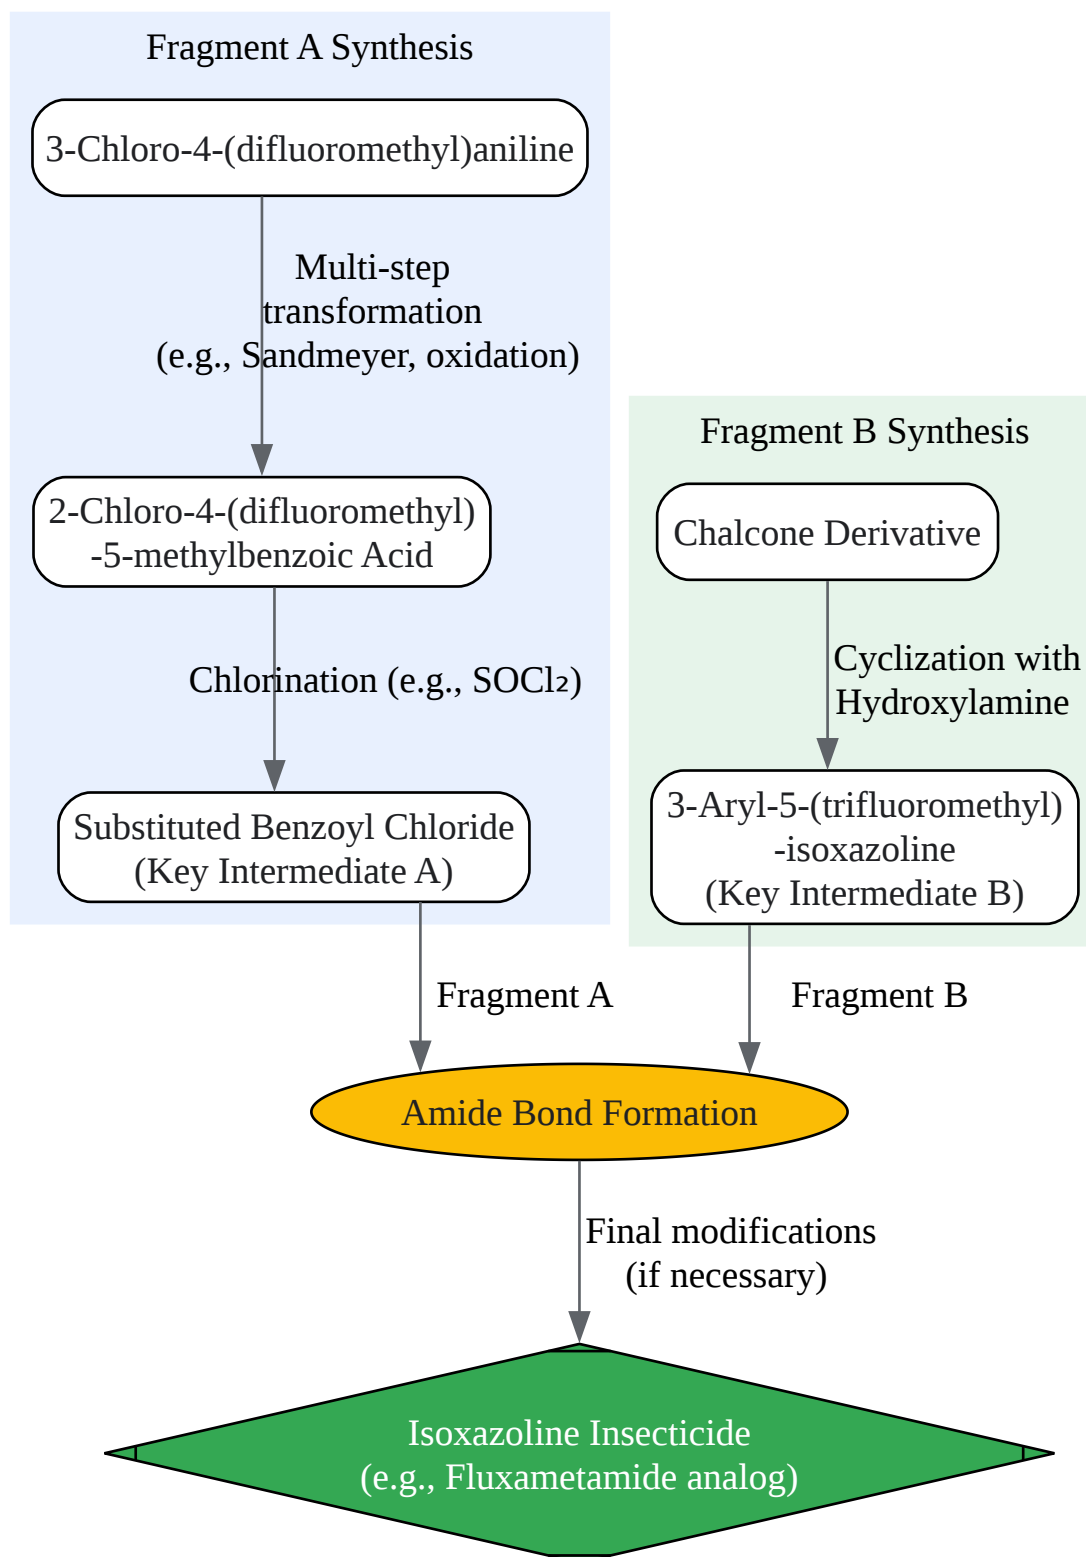 Fragment A Synthesis
3-Chloro-4-(difluoromethyl)aniline
Multi-step
transformation
(e.g., Sandmeyer, oxidation)
2-Chloro-4-(difluoromethyl)
-5-methylbenzoic Acid
Chlorination (e.g., SOCl₂)
Substituted Benzoyl Chloride
(Key Intermediate A)
Fragment B Synthesis
Chalcone Derivative
Cyclization with
Hydroxylamine
3-Aryl-5-(trifluoromethyl)
-isoxazoline
(Key Intermediate B)
Fragment A
Fragment B
Amide Bond Formation
Final modifications
(if necessary)
Isoxazoline Insecticide
(e.g., Fluxametamide analog)